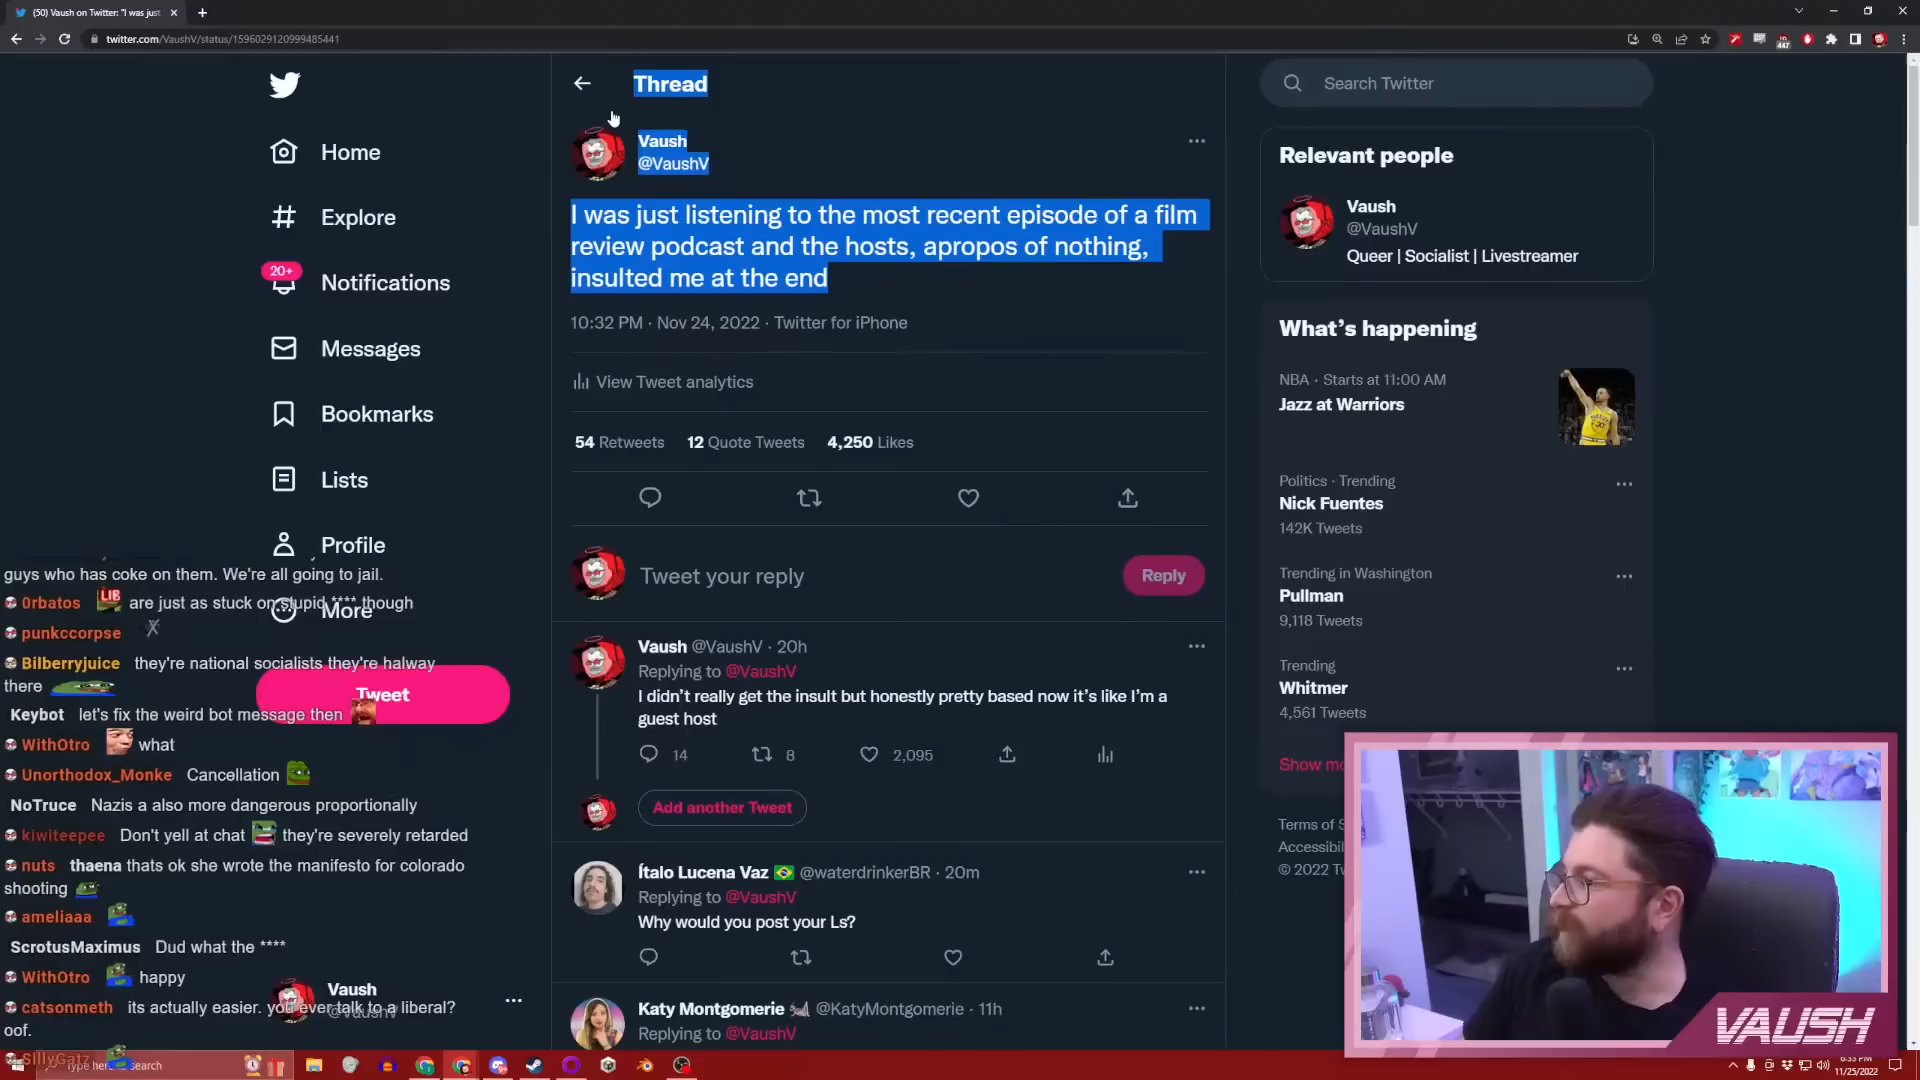 (50) Vaush on Twitter: "I was jus
twitter.com/VaushV/status/1596029120999485441
447
Thread
Search Twitter
Vaush
@VaushV
I was just listening to the most recent episode of a film
review podcast and the hosts, apropos of nothing,
insulted me at the end
10:32 PM · Nov 24, 2022 · Twitter for iPhone
View Tweet analytics
54 Retweets 12 Quote Tweets 4,250 Likes
Tweet your reply
Reply
Vaush @VaushV · 20h
Replying to @VaushV
I didn't really get the insult but honestly pretty based now it's like I'm a
guest host
14 8 2,095
Add another Tweet
Ítalo Lucena Vaz @waterdrinkerBR · 20m
Replying to @VaushV
Why would you post your Ls?
Katy Montgomerie @KatyMontgomerie · 11h
Replying to @VaushV
Home
Explore
20+
Notifications
Messages
Bookmarks
Lists
Profile
More
Tweet
Vaush
@VaushV
guys who has coke on them. We're all going to jail.
0rbatos LIB are just as stuck on stupid **** though
punkccorpse
Bilberryjuice they're national socialists they're halway
there
Keybot let's fix the weird bot message then
WithOtro what
Unorthodox_Monke Cancellation
NoTruce Nazis a also more dangerous proportionally
kiwiteepee Don't yell at chat they're severely retarded
nuts thaena thats ok she wrote the manifesto for colorado
shooting
ameliaaa
ScrotusMaximus Dud what the ****
WithOtro happy
catsonmeth its actually easier. you ever talk to a liberal?
oof.
SillyGatz
Type here to search
Relevant people
Vaush
@VaushV
Queer | Socialist | Livestreamer
What's happening
NBA · Starts at 11:00 AM
Jazz at Warriors
Politics · Trending
Nick Fuentes
142K Tweets
Trending in Washington
Pullman
9,118 Tweets
Trending
Whitmer
4,561 Tweets
Show mo
Terms of S
Accessibil
© 2022 Tw
VAUSH
11/25/2022